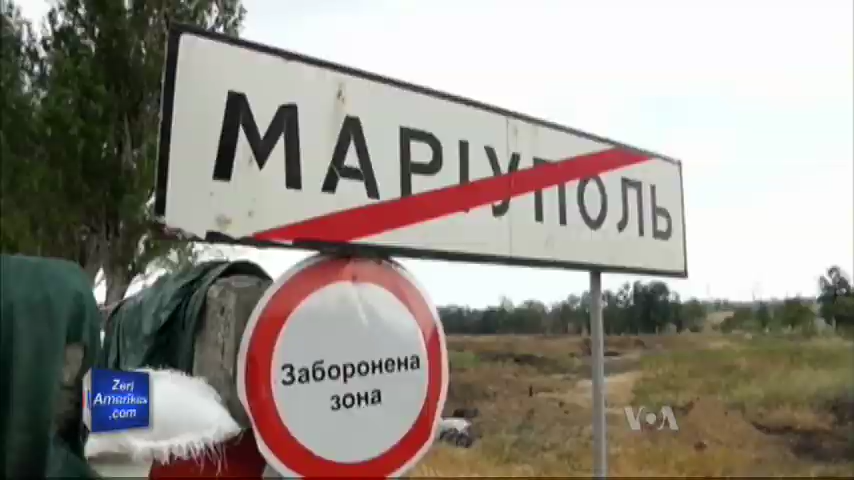 МАРІУПОЛЬ
Заборонена
зона
Zeri
Amerikes
.com
VOA